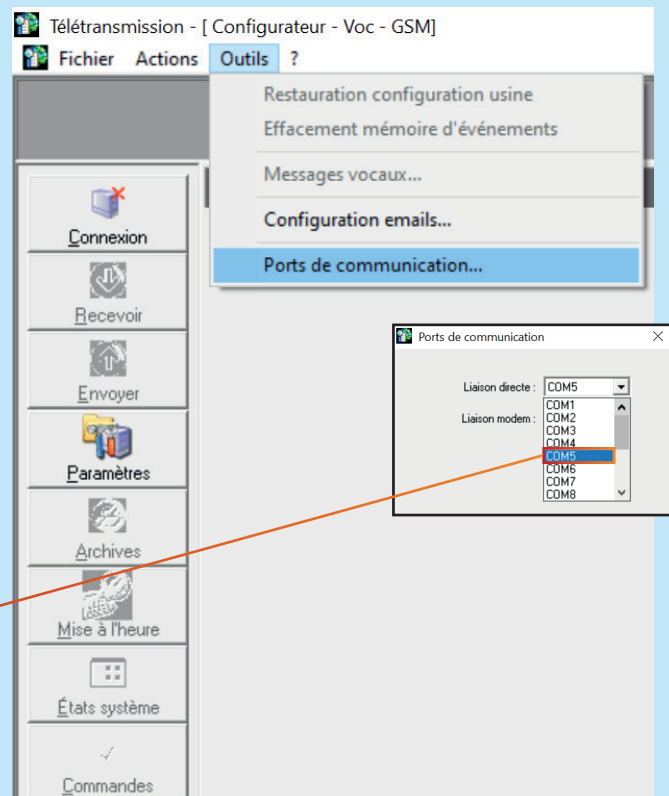 Télétransmission - [ Configurateur - Voc - GSM]
Fichier Actions Outils ?
Restauration configuration usine
Effacement mémoire d'événements
Messages vocaux...
Configuration emails...
Ports de communication...
Connexion
Recevoir
Envoyer
Paramètres
Archives
Mise à l'heure
États système
Commandes
Ports de communication
Liaison directe : COM5
Liaison modem :
COM1
COM2
COM3
COM4
COM5
COM6
COM7
COM8